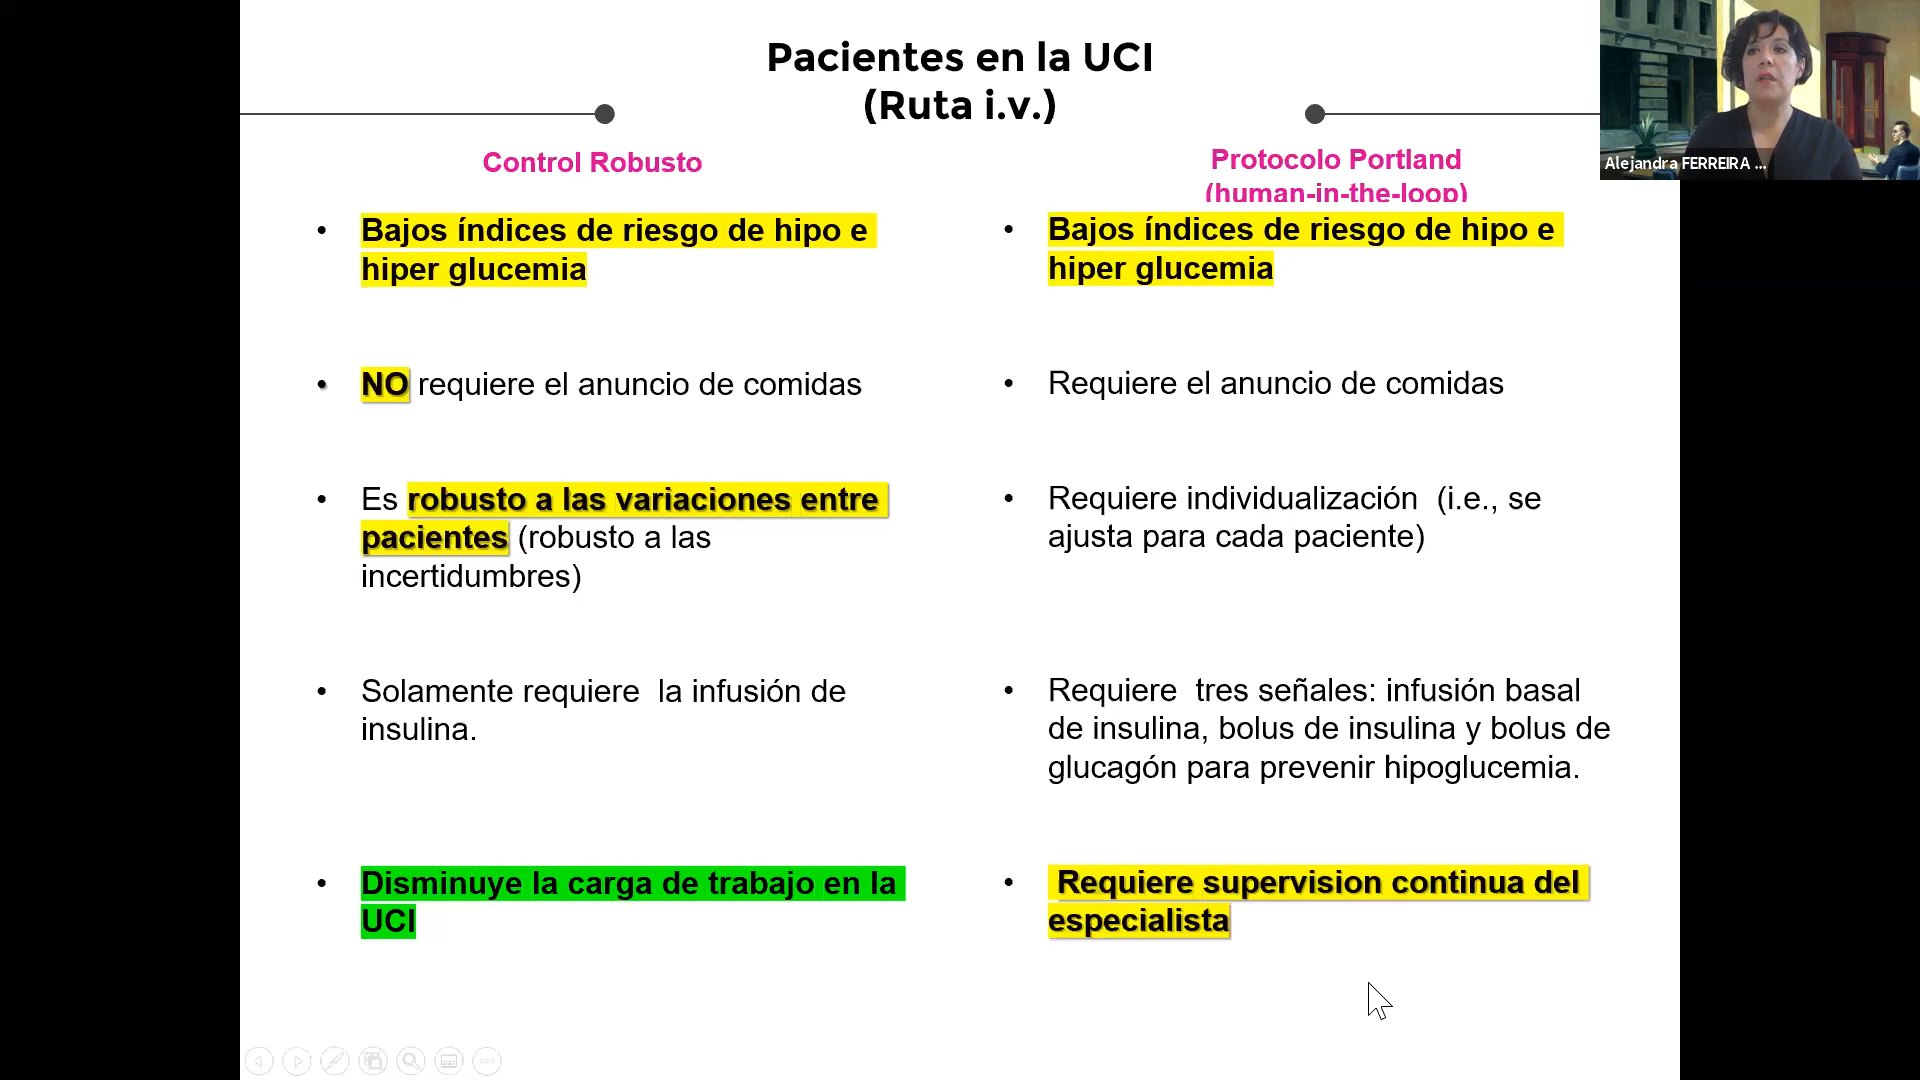 Pacientes en la UCI
(Ruta i.v.)
Control Robusto
• Bajos índices de riesgo de hipo e
hiper glucemia
• NO requiere el anuncio de comidas
• Es robusto a las variaciones entre
pacientes (robusto a las
incertidumbres)
• Solamente requiere la infusión de
insulina.
• Disminuye la carga de trabajo en la
UCI
Protocolo Portland
(human-in-the-loop)
• Bajos índices de riesgo de hipo e
hiper glucemia
• Requiere el anuncio de comidas
• Requiere individualización (i.e., se
ajusta para cada paciente)
• Requiere tres señales: infusión basal
de insulina, bolus de insulina y bolus de
glucagón para prevenir hipoglucemia.
• Requiere supervision continua del
especialista
Alejandra FERREIRA ...